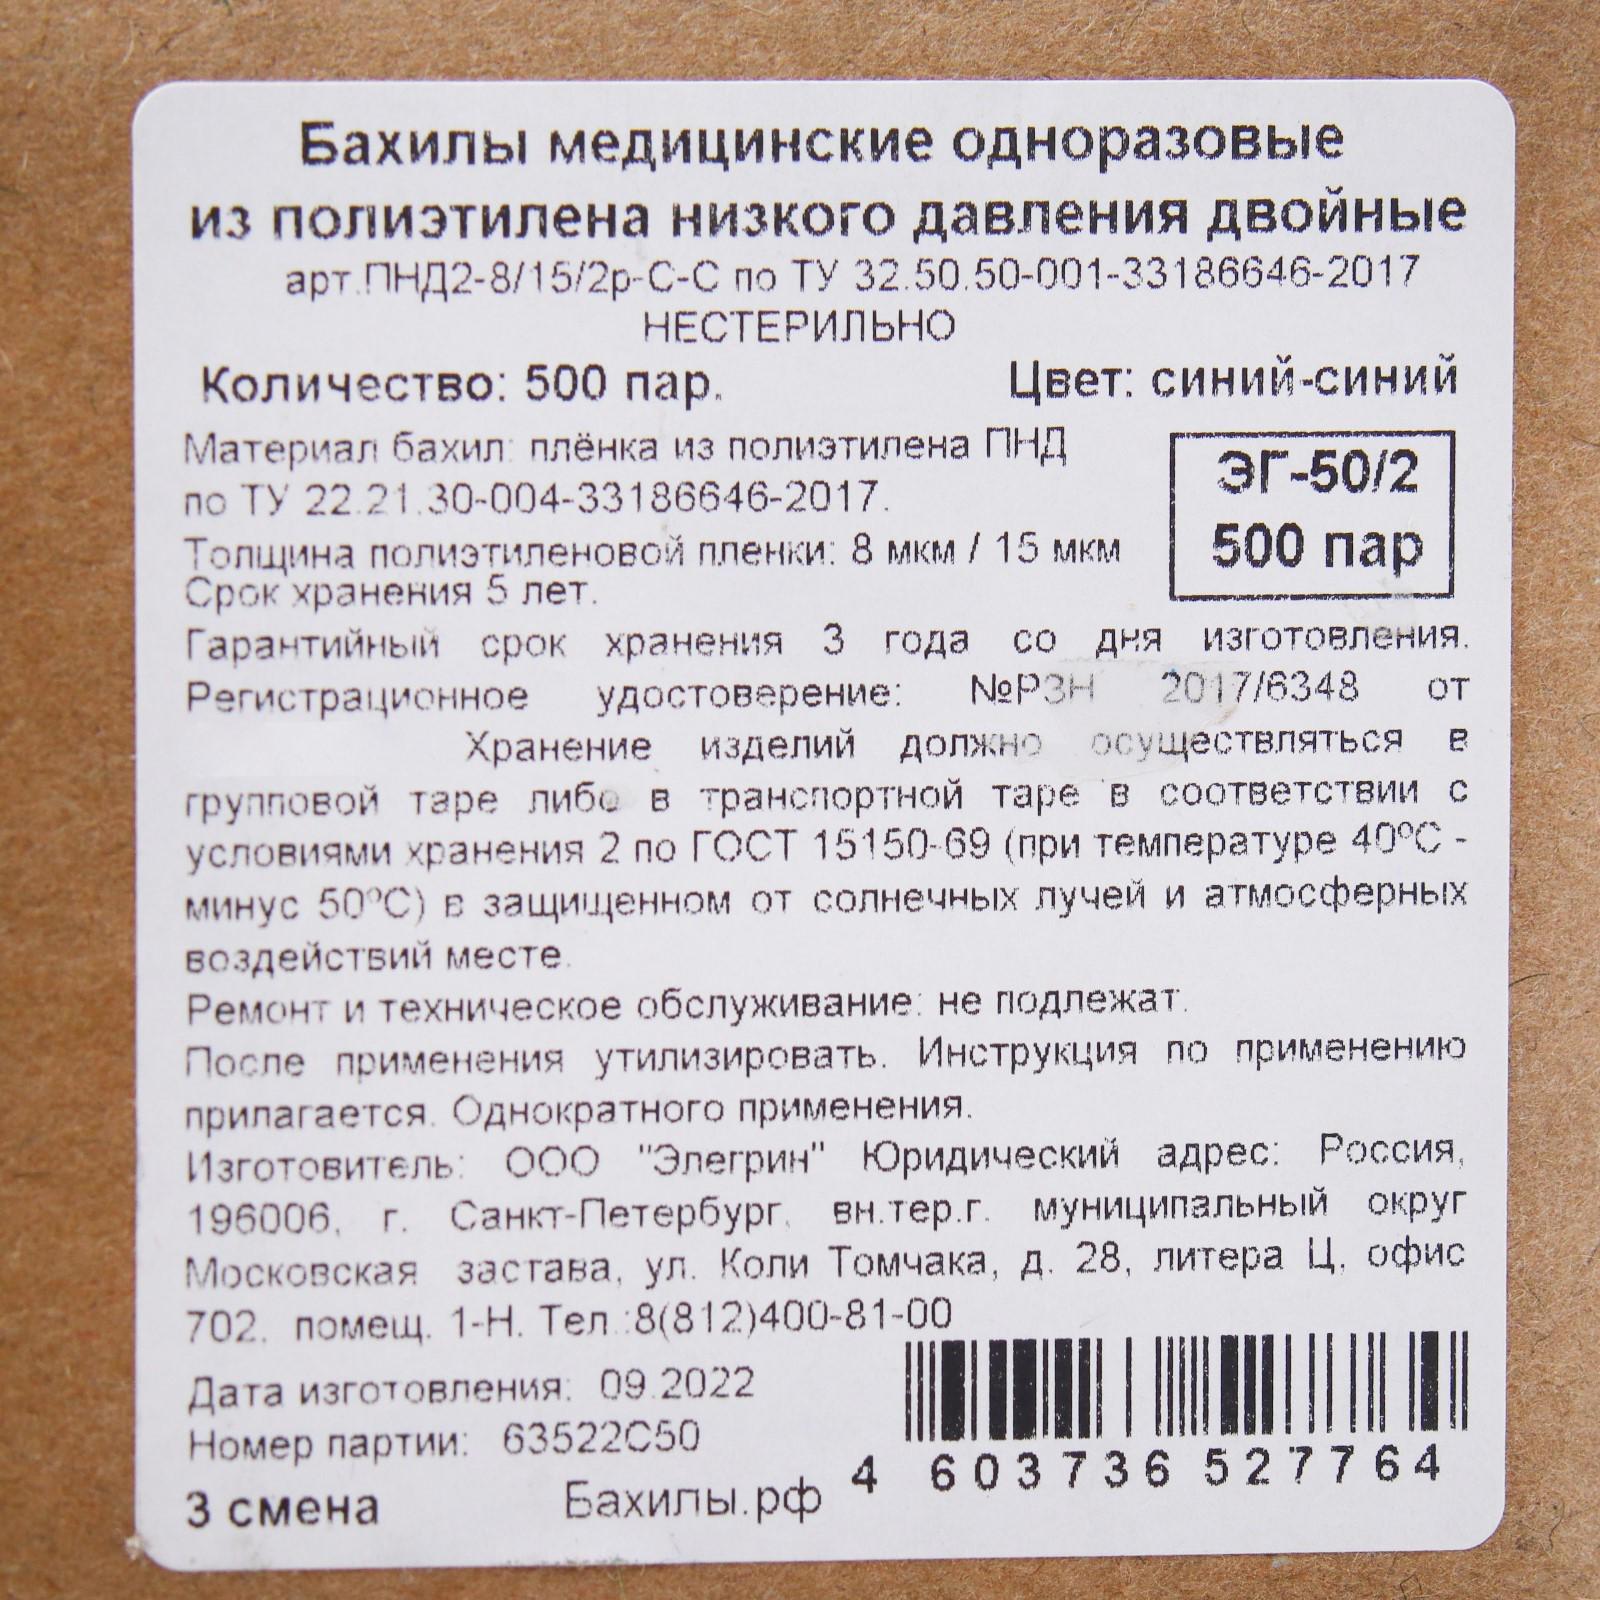 Бахилы медицинские одноразовые
из полиэтилена низкого давления двойные
арт.ПНД2-8/15/2р-С-С по ТУ 32.50.50-001-33186646-2017
НЕСТЕРИЛЬНО
Количество: 500 пар. Цвет: синий-синий
Материал бахил: плёнка из полиэтилена ПНД
по ТУ 22.21.30-004-33186646-2017.
ЭГ-50/2
500 пар
Толщина полиэтиленовой пленки: 8 мкм / 15 мкм
Срок хранения 5 лет.
Гарантийный срок хранения 3 года со дня изготовления.
Регистрационное удостоверение: №РЗН 2017/6348 от
Хранение изделий должно осуществляться в
групповой таре либо в транспортной таре в соответствии с
условиями хранения 2 по ГОСТ 15150-69 (при температуре 40ºС -
минус 50ºС) в защищенном от солнечных лучей и атмосферных
воздействий месте.
Ремонт и техническое обслуживание: не подлежат.
После применения утилизировать. Инструкция по применению
прилагается. Однократного применения.
Изготовитель: ООО "Элегрин" Юридический адрес: Россия,
196006, г. Санкт-Петербург, вн.тер.г. муниципальный округ
Московская застава, ул. Коли Томчака, д. 28, литера Ц, офис
702, помещ. 1-Н. Тел.:8(812)400-81-00
Дата изготовления: 09.2022
Номер партии: 63522С50
3 смена Бахилы.рф
4 603736 527764